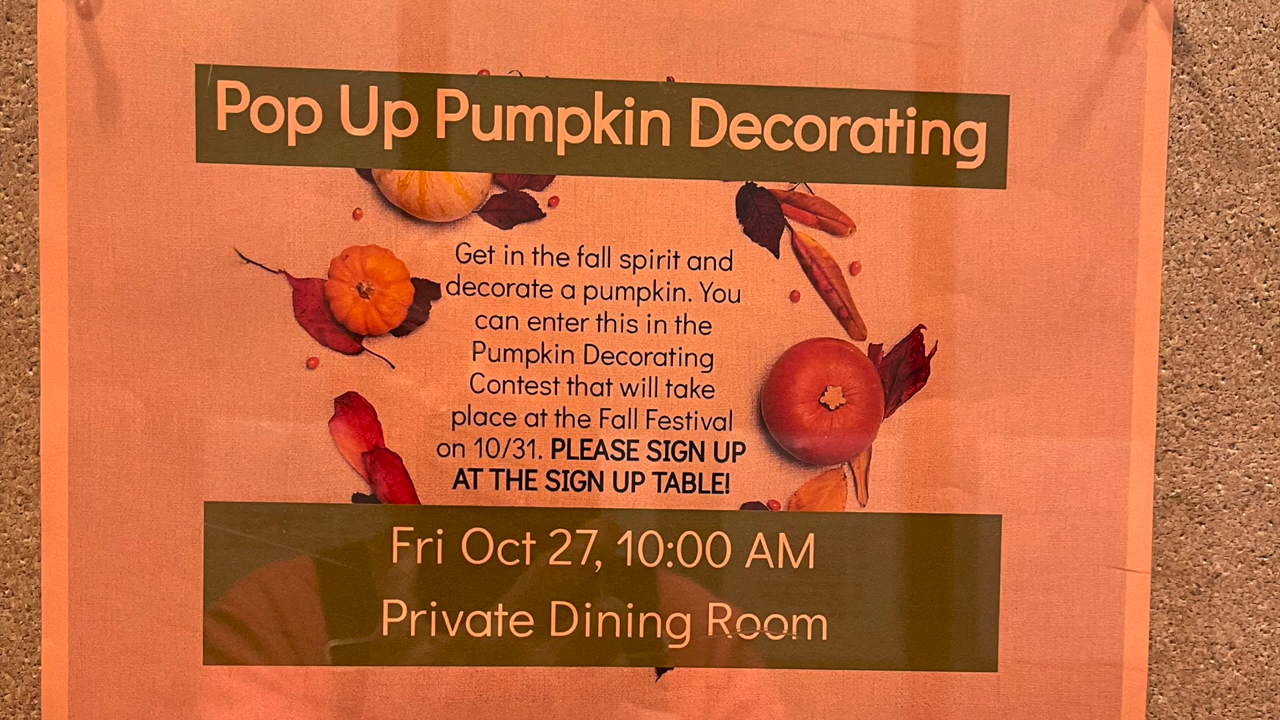 Pop Up Pumpkin Decorating
Get in the fall spirit and
decorate a pumpkin. You
can enter this in the
Pumpkin Decorating
Contest that will take
place at the Fall Festival
on 10/31. PLEASE SIGN UP
AT THE SIGN UP TABLE!
Fri Oct 27, 10:00 AM
Private Dining Room